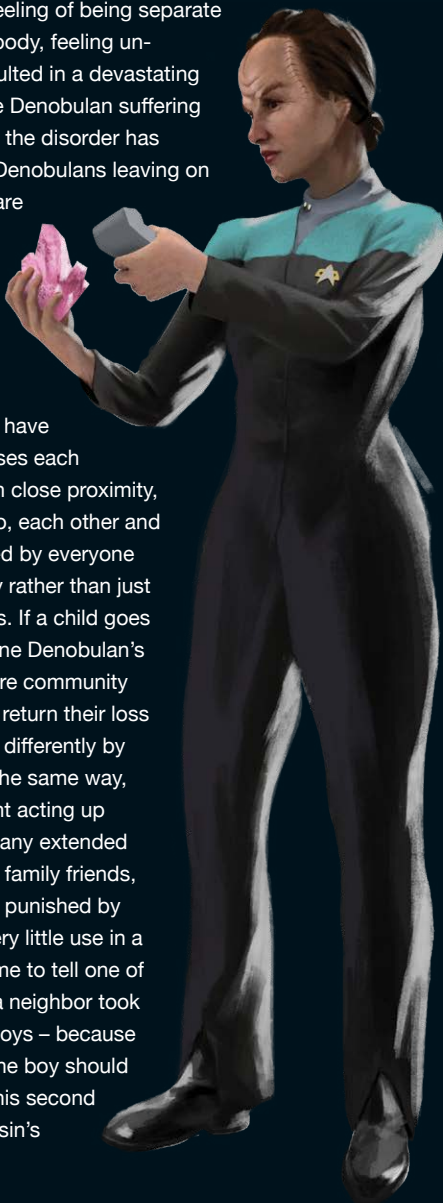 eeling of being separate
body, feeling un-
ulted in a devastating
e Denobulan suffering
the disorder has
Denobulans leaving on
are
have
ses each
n close proximity,
o, each other and
ed by everyone
y rather than just
s. If a child goes
ne Denobulan's
re community
return their loss
differently by
he same way,
nt acting up
any extended
family friends,
punished by
ery little use in a
me to tell one of
a neighbor took
oys – because
he boy should
his second
sin's